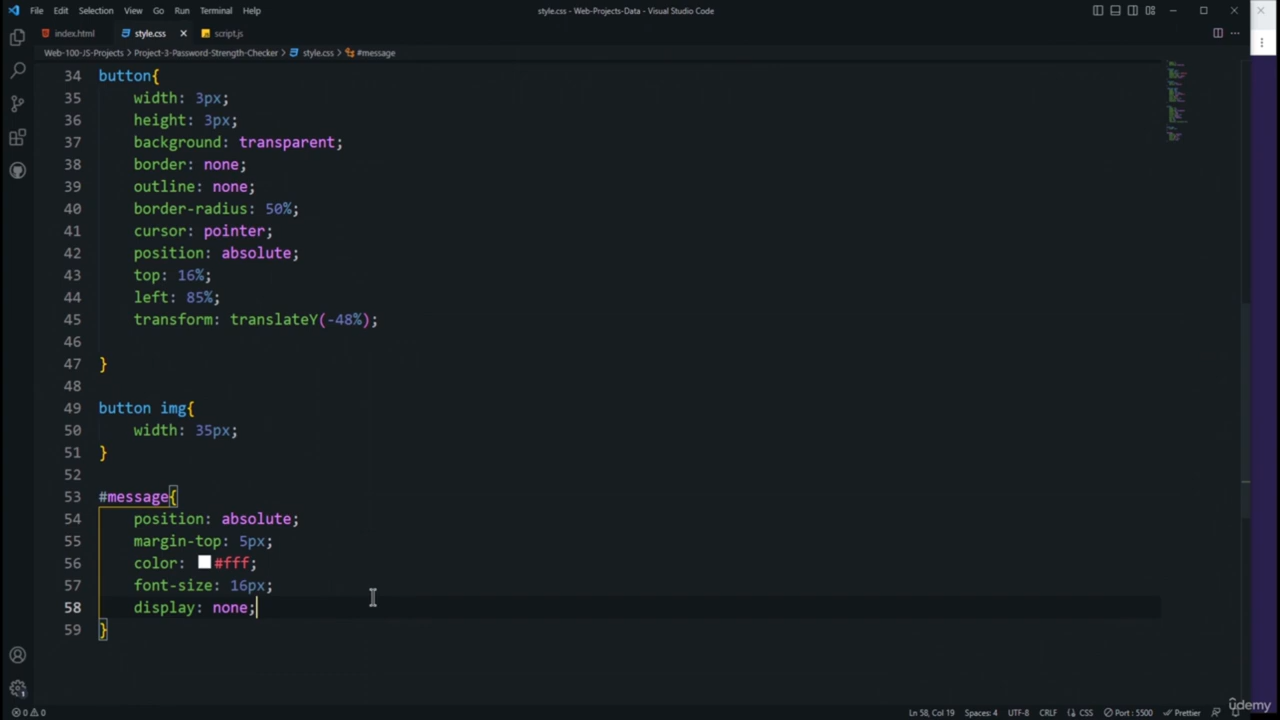 File Edit Selection View Go Run Terminal Help
style.css - Web-Projects-Data - Visual Studio Code
index.html style.css script.js
Web-100-JS-Projects > Project-3-Password-Strength-Checker > style.css > #message
34 button{
35 width: 3px;
36 height: 3px;
37 background: transparent;
38 border: none;
39 outline: none;
40 border-radius: 50%;
41 cursor: pointer;
42 position: absolute;
43 top: 16%;
44 left: 85%;
45 transform: translateY(-48%);
46
47 }
48
49 button img{
50 width: 35px;
51 }
52
53 #message{
54 position: absolute;
55 margin-top: 5px;
56 color: #fff;
57 font-size: 16px;
58 display: none;
59 }
0 0 Ln 58, Col 19 Spaces: 4 UTF-8 CRLF CSS Port : 5500 Prettier
udemy